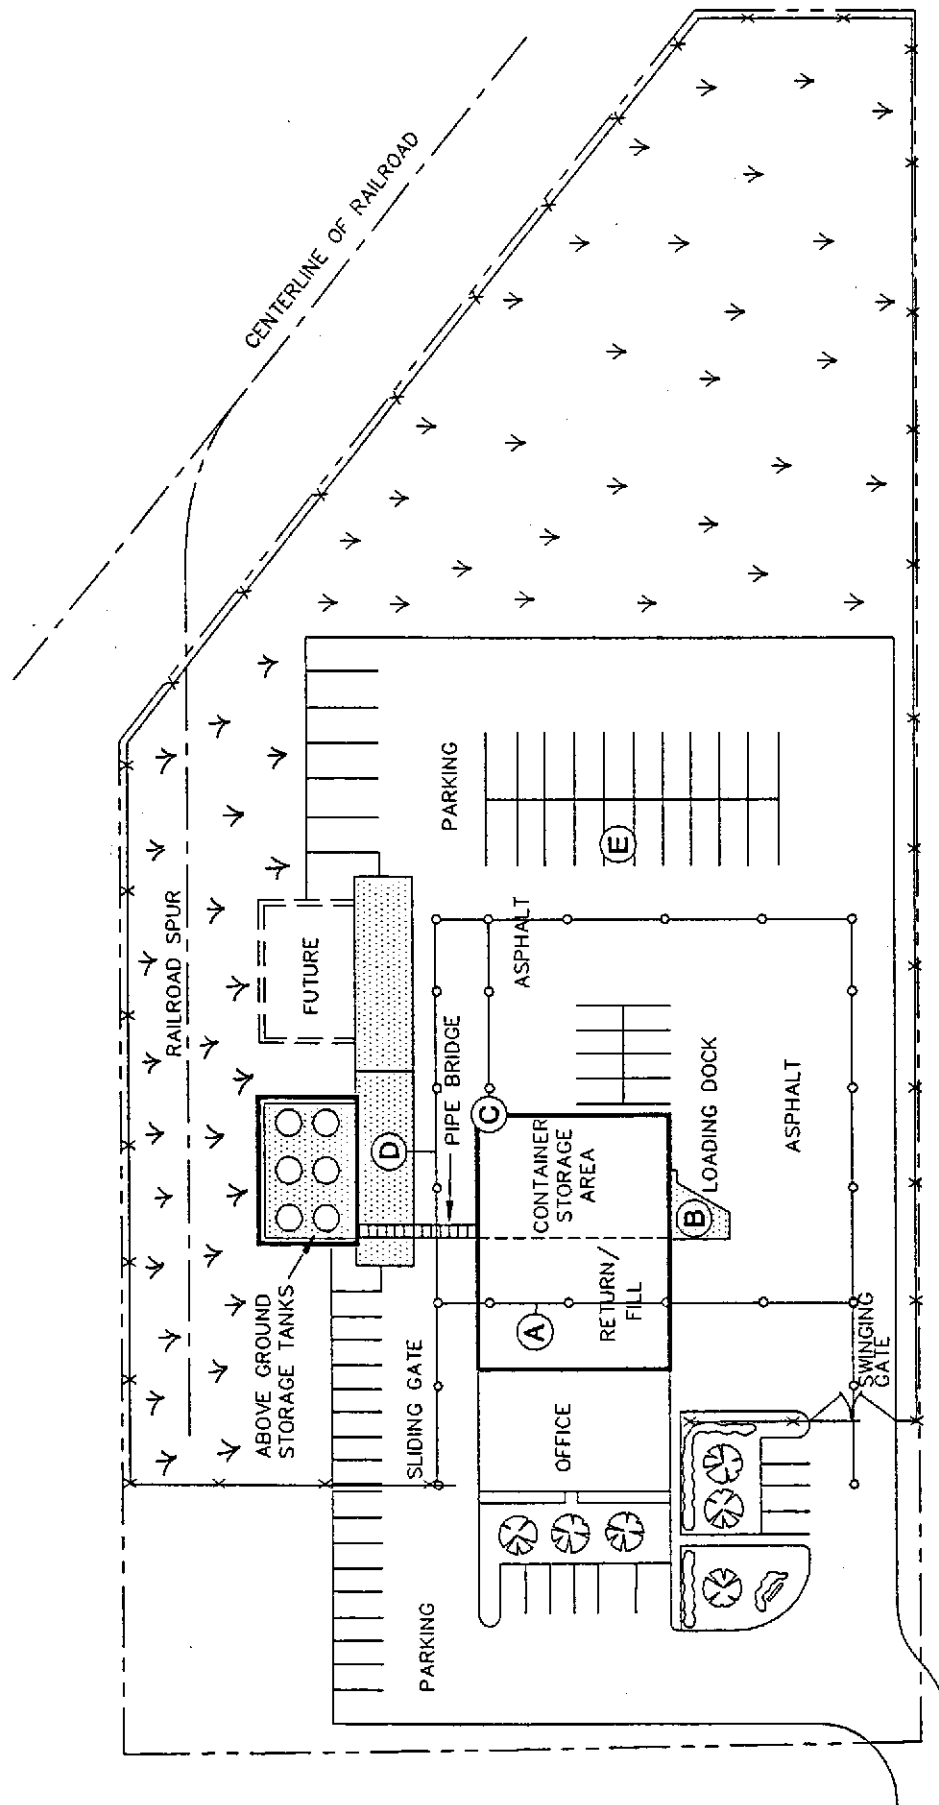 CENTERLINE OF RAILROAD
RAILROAD SPUR
ABOVE GROUND
STORAGE TANKS
FUTURE
PARKING
SLIDING GATE
D
PIPE BRIDGE
C
ASPHALT
PARKING
E
OFFICE
A
RETURN/
FILL
CONTAINER
STORAGE
AREA
B
LOADING DOCK
ASPHALT
SWINGING
GATE